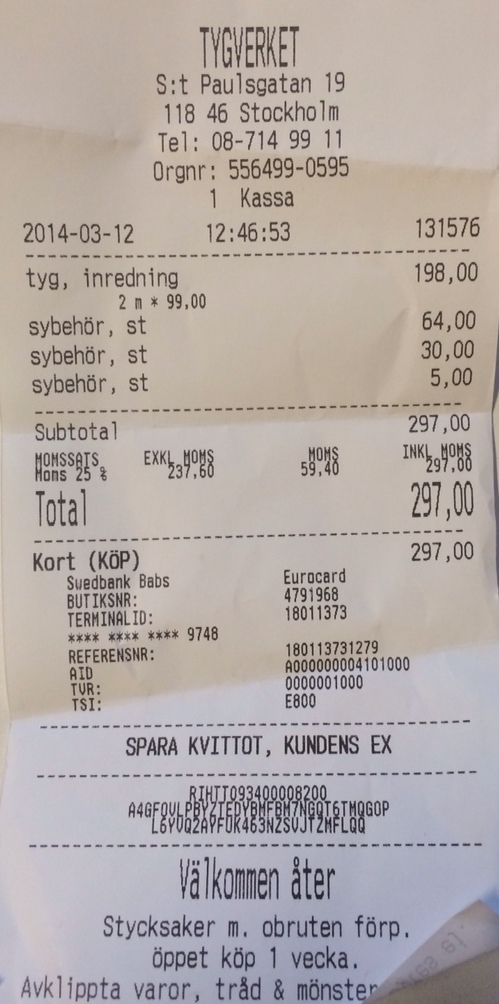 TYGVERKET
S:t Paulsgatan 19
118 46 Stockholm
Tel: 08-714 99 11
Orgnr: 556499-0595
1 Kassa
2014-03-12 12:46:53 131576
tyg, inredning 198,00
2 m * 99,00
sybehör, st 64,00
sybehör, st 30,00
sybehör, st 5,00
Subtotal 297,00
MOMSSATS EXKL MOMS MOMS INKL MOMS
Moms 25 % 237,60 59,40 297,00
Total 297,00
Kort (KÖP) 297,00
Swedbank Babs Eurocard
BUTIKSNR: 4791968
TERMINALID: 18011373
**** **** **** 9748
REFERENSNR: 180113731279
AID A000000004101000
TVR: 0000001000
TSI: E800
SPARA KVITTOT, KUNDENS EX
RIHTT093400008200
Välkommen åter
Stycksaker m. obruten förp.
öppet köp 1 vecka.
Avklippta varor, tråd & mönster